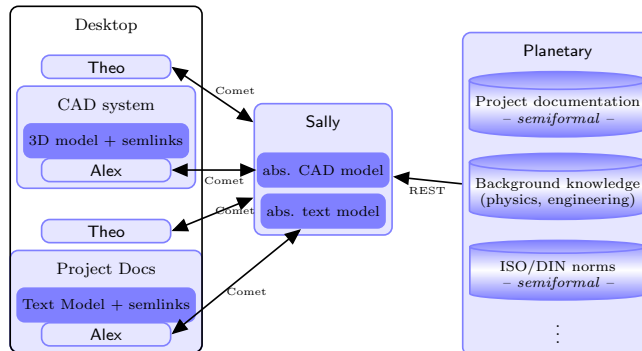 Desktop
Theo
CAD system
3D model + semlinks
Alex
Theo
Project Docs
Text Model + semlinks
Alex
Comet
Comet
Comet
Comet
Sally
abs. CAD model
abs. text model
REST
Planetary
Project documentation
– semiformal –
Background knowledge
(physics, engineering)
ISO/DIN norms
– semiformal –
⋮